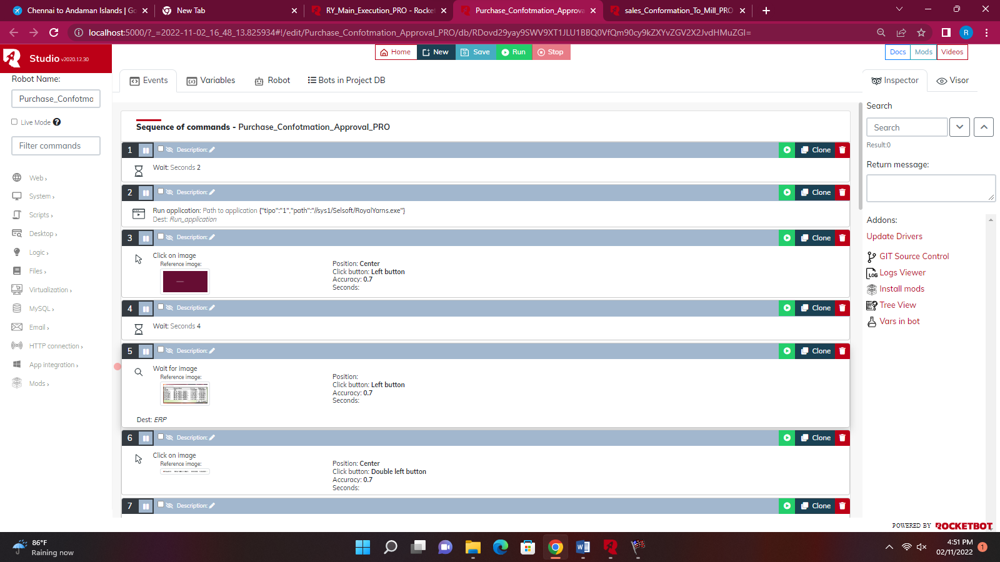 Chennai to Andaman Islands | Go
New Tab
RY_Main_Execution_PRO - Rocke
Purchase_Confotmation_Approva
sales_Conformation_To_Mill_PRO
localhost:5000/?_=2022-11-02_16_48_13.825934#!/edit/Purchase_Confotmation_Approval_PRO/db/RDovd29yay9SWV9XT1JLU1BBQ0VfQm90cy9kZXYvZGV2X2JvdHMuZGI=
R
Studio v2020.12.30
Home
New
Save
Run
Stop
Docs
Mods
Videos
Robot Name:
Purchase_Confotma
Live Mode
Filter commands
Web ›
System ›
Scripts ›
Desktop ›
Logic ›
Files ›
Virtualization ›
MySQL ›
Email ›
HTTP connection ›
App integration ›
Mods ›
Events
Variables
Robot
Bots in Project DB
Sequence of commands - Purchase_Confotmation_Approval_PRO
1 Description: Clone
Wait: Seconds 2
2 Description: Clone
Run application: Path to application {"tipo":"1","path":"//sys1/Selsoft/RoyalYarns.exe"}
Dest: Run_application
3 Description: Clone
Click on image
Reference image:
Position: Center
Click button: Left button
Accuracy: 0.7
Seconds:
4 Description: Clone
Wait: Seconds 4
5 Description: Clone
Wait for image
Reference image:
Position:
Click button: Left button
Accuracy: 0.7
Seconds:
Dest: ERP
6 Description: Clone
Click on image
Reference image:
Position: Center
Click button: Double left button
Accuracy: 0.7
Seconds:
7 Description: Clone
Inspector
Visor
Search
Search
Result:0
Return message:
Addons:
Update Drivers
GIT Source Control
LOG Logs Viewer
Install mods
Tree View
Vars in bot
POWERED BY ROCKETBOT
86°F
Raining now
4:51 PM
02/11/2022
1